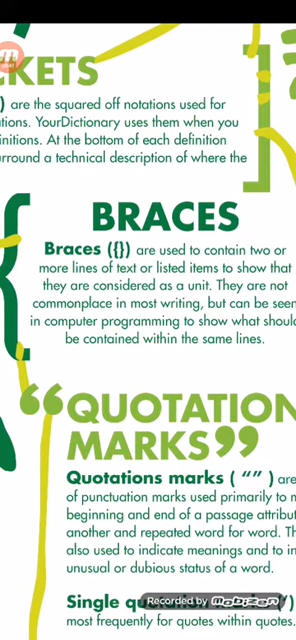 CKETS
) are the squared off notations used for
ations. YourDictionary uses them when you
initions. At the bottom of each definition
urround a technical description of where the
BRACES
Braces ({}) are used to contain two or
more lines of text or listed items to show that
they are considered as a unit. They are not
commonplace in most writing, but can be seen
in computer programming to show what should
be contained within the same lines.
“QUOTATION
MARKS”
Quotations marks ( “” ) are
of punctuation marks used primarily to m
beginning and end of a passage attribut
another and repeated word for word. Th
also used to indicate meanings and to in
unusual or dubious status of a word.
Single qu
Recorded by Mobizen
most frequently for quotes within quotes.